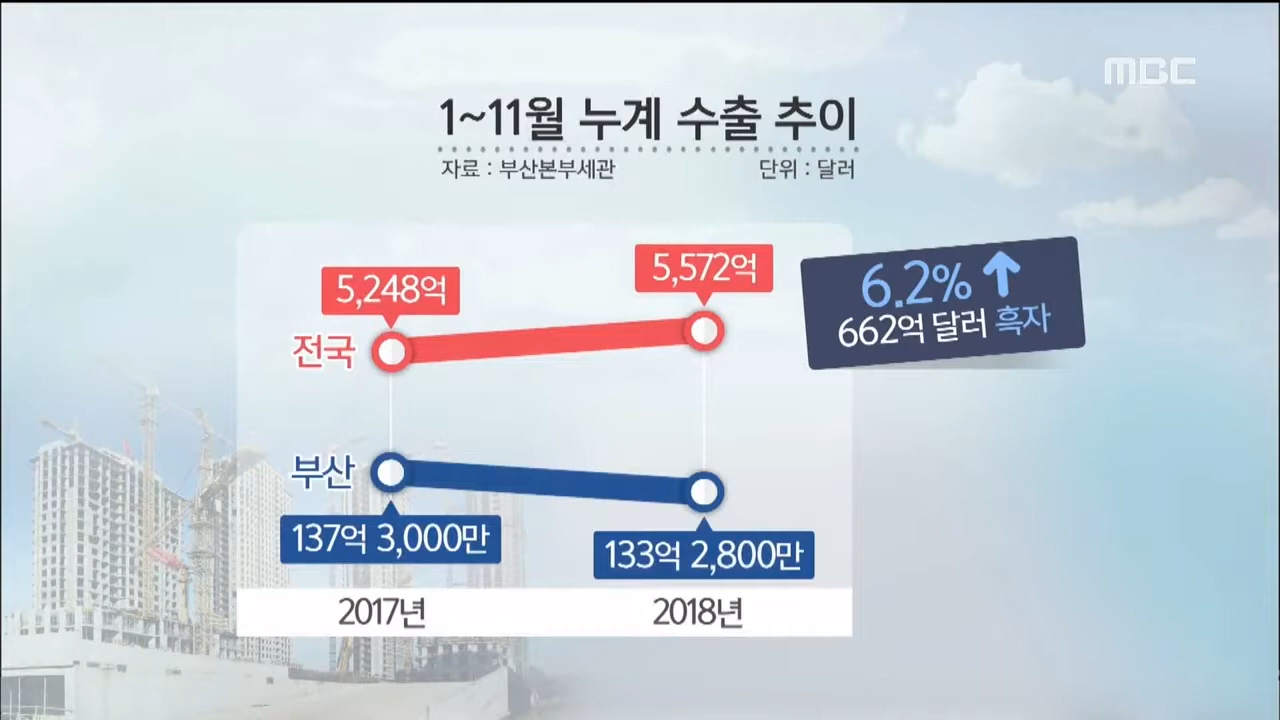 MBC
1~11월 누계 수출 추이
자료 : 부산본부세관 단위 : 달러
5,248억
5,572억
6.2%
662억 달러 흑자
전국
부산
137억 3,000만
133억 2,800만
2017년
2018년